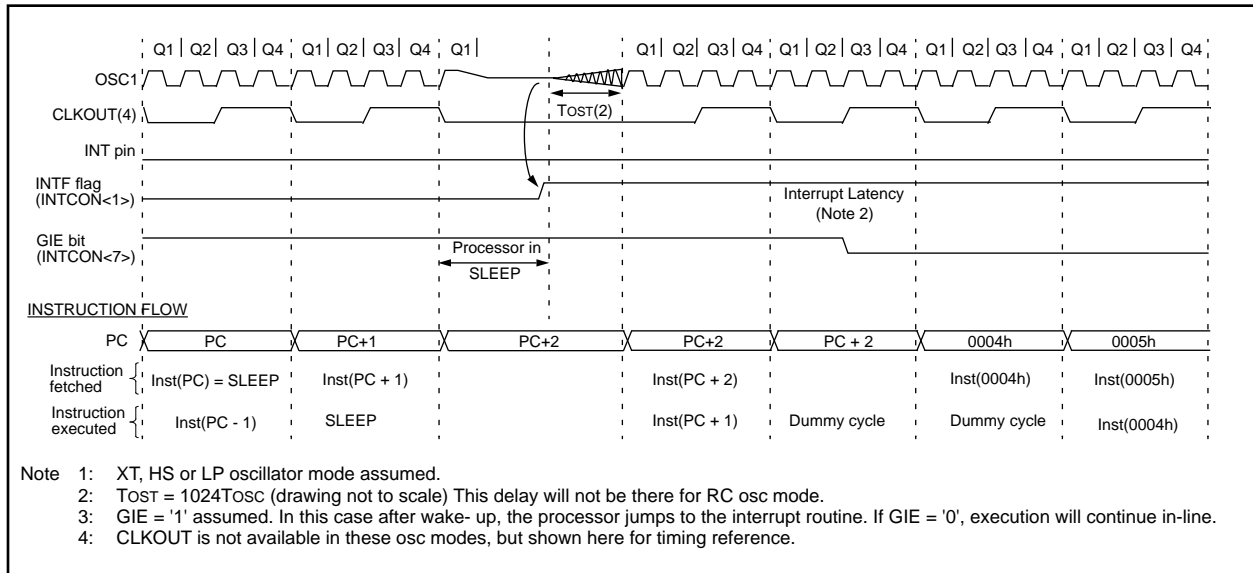 Q1 Q2 Q3 Q4 Q1 Q2 Q3 Q4 Q1 Q1 Q2 Q3 Q4 Q1 Q2 Q3 Q4 Q1 Q2 Q3 Q4 Q1 Q2 Q3 Q4
OSC1
CLKOUT(4) TOST(2)
INT pin
INTF flag
(INTCON<1>)
Interrupt Latency
(Note 2)
GIE bit
(INTCON<7>)
Processor in
SLEEP
INSTRUCTION FLOW
PC PC PC+1 PC+2 PC+2 PC + 2 0004h 0005h
Instruction
fetched
Inst(PC) = SLEEP Inst(PC + 1) Inst(PC + 2) Inst(0004h) Inst(0005h)
Instruction
executed
Inst(PC - 1) SLEEP Inst(PC + 1) Dummy cycle Dummy cycle Inst(0004h)
Note 1: XT, HS or LP oscillator mode assumed.
2: TOST = 1024TOSC (drawing not to scale) This delay will not be there for RC osc mode.
3: GIE = '1' assumed. In this case after wake- up, the processor jumps to the interrupt routine. If GIE = '0', execution will continue in-line.
4: CLKOUT is not available in these osc modes, but shown here for timing reference.